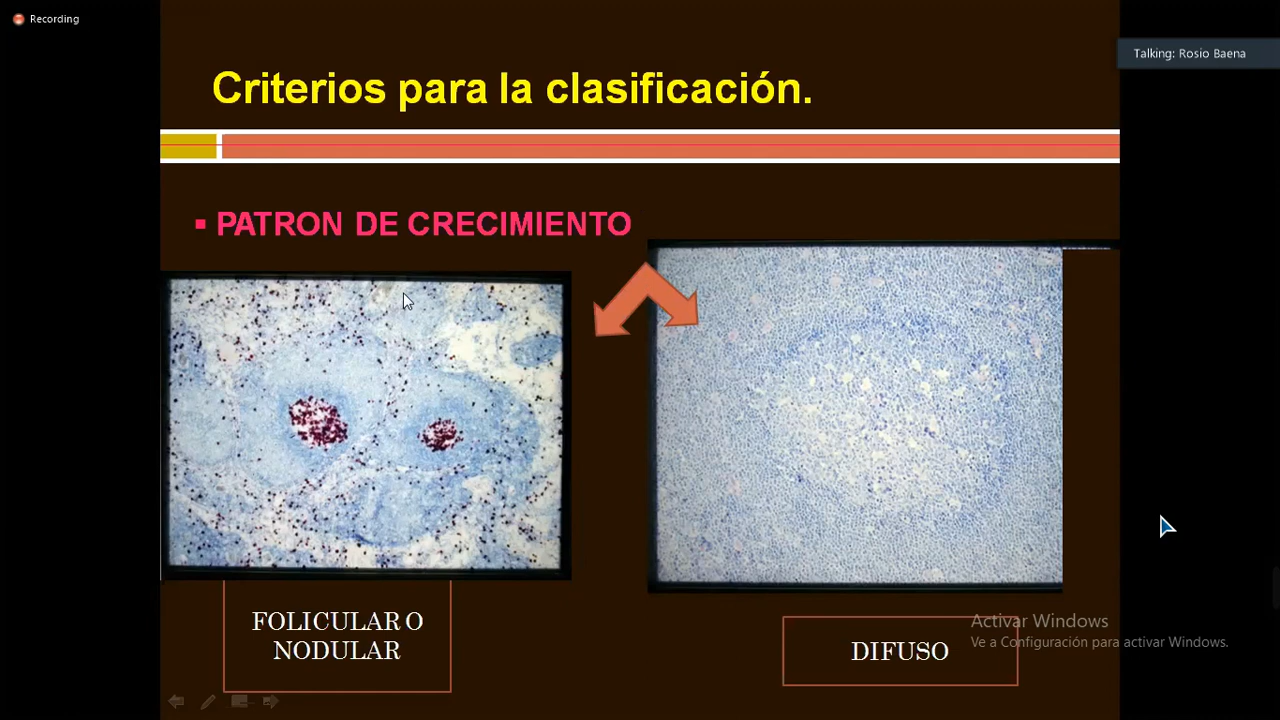 Recording
Talking: Rosio Baena
Criterios para la clasificación.
PATRON DE CRECIMIENTO
FOLICULAR O
NODULAR
DIFUSO
Activar Windows
Ve a Configuración para activar Windows.